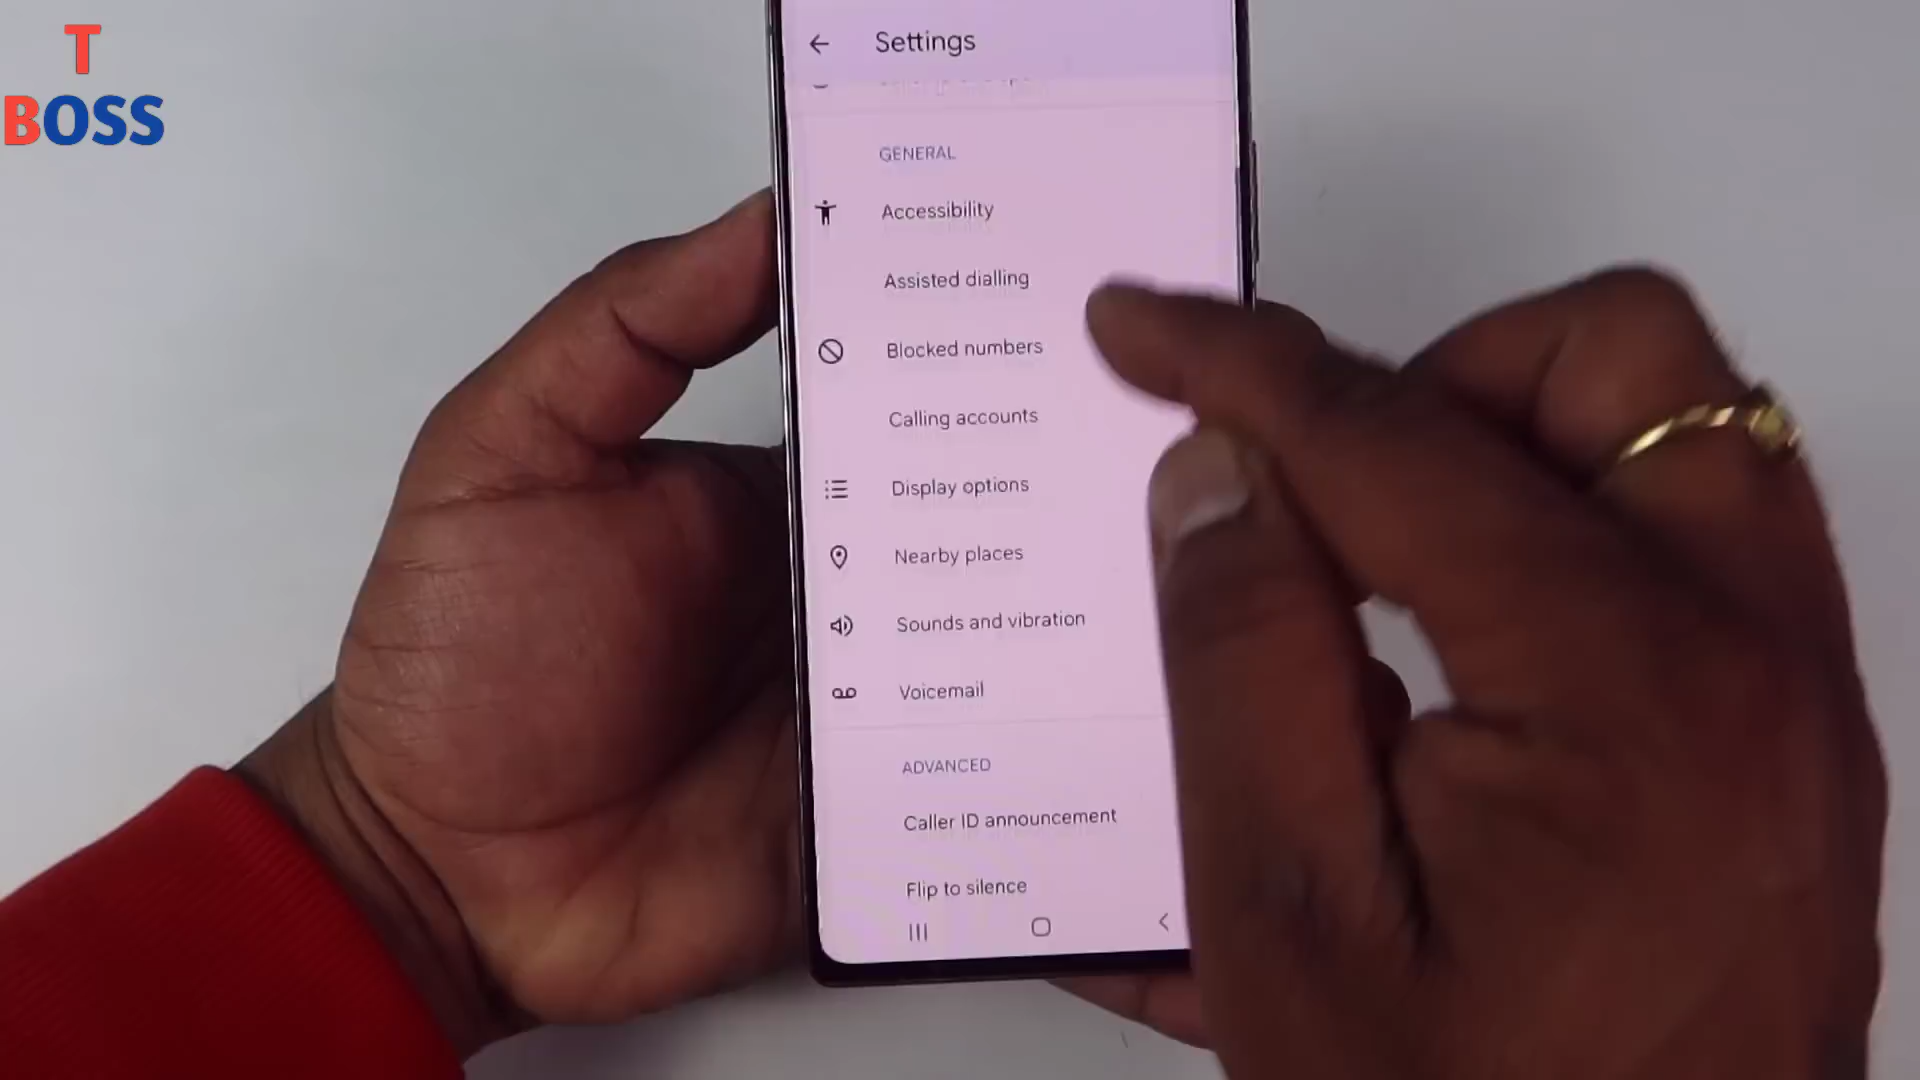 T
BOSS
Settings
GENERAL
Accessibility
Assisted dialling
Blocked numbers
Calling accounts
Display options
Nearby places
Sounds and vibration
Voicemail
ADVANCED
Caller ID announcement
Flip to silence